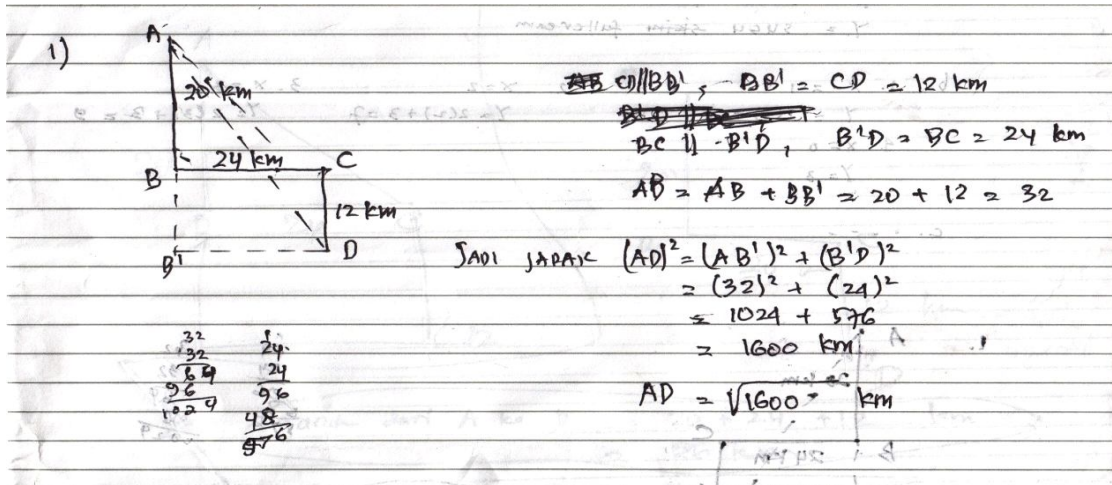 1)
A
20 km
24 km
B
C
12 km
B'
D
CD//BB', BB' = CD = 12 km
BC || B'D, B'D = BC = 24 km
AB = AB + BB' = 20 + 12 = 32
JADI JARAK (AD)² = (AB')² + (B'D)²
= (32)² + (24)²
= 1024 + 576
= 1600 km
AD = √1600 km
32
32
64
96
1024
24
24
96
48
576